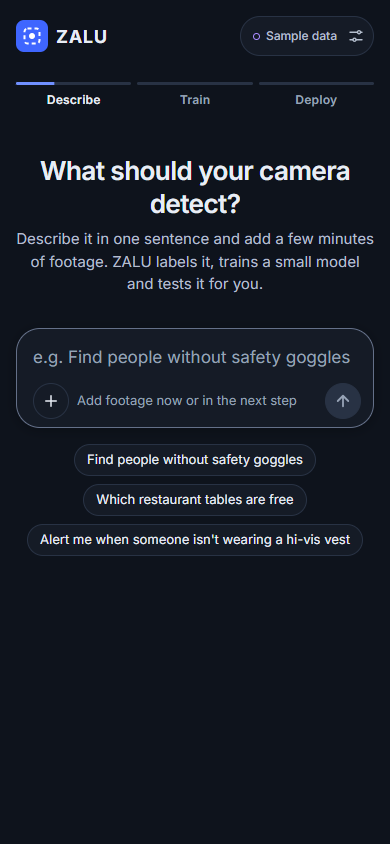 ZALU
Sample data
Describe
Train
Deploy
What should your camera
detect?
Describe it in one sentence and add a few minutes
of footage. ZALU labels it, trains a small model
and tests it for you.
e.g. Find people without safety goggles
Add footage now or in the next step
Find people without safety goggles
Which restaurant tables are free
Alert me when someone isn't wearing a hi-vis vest